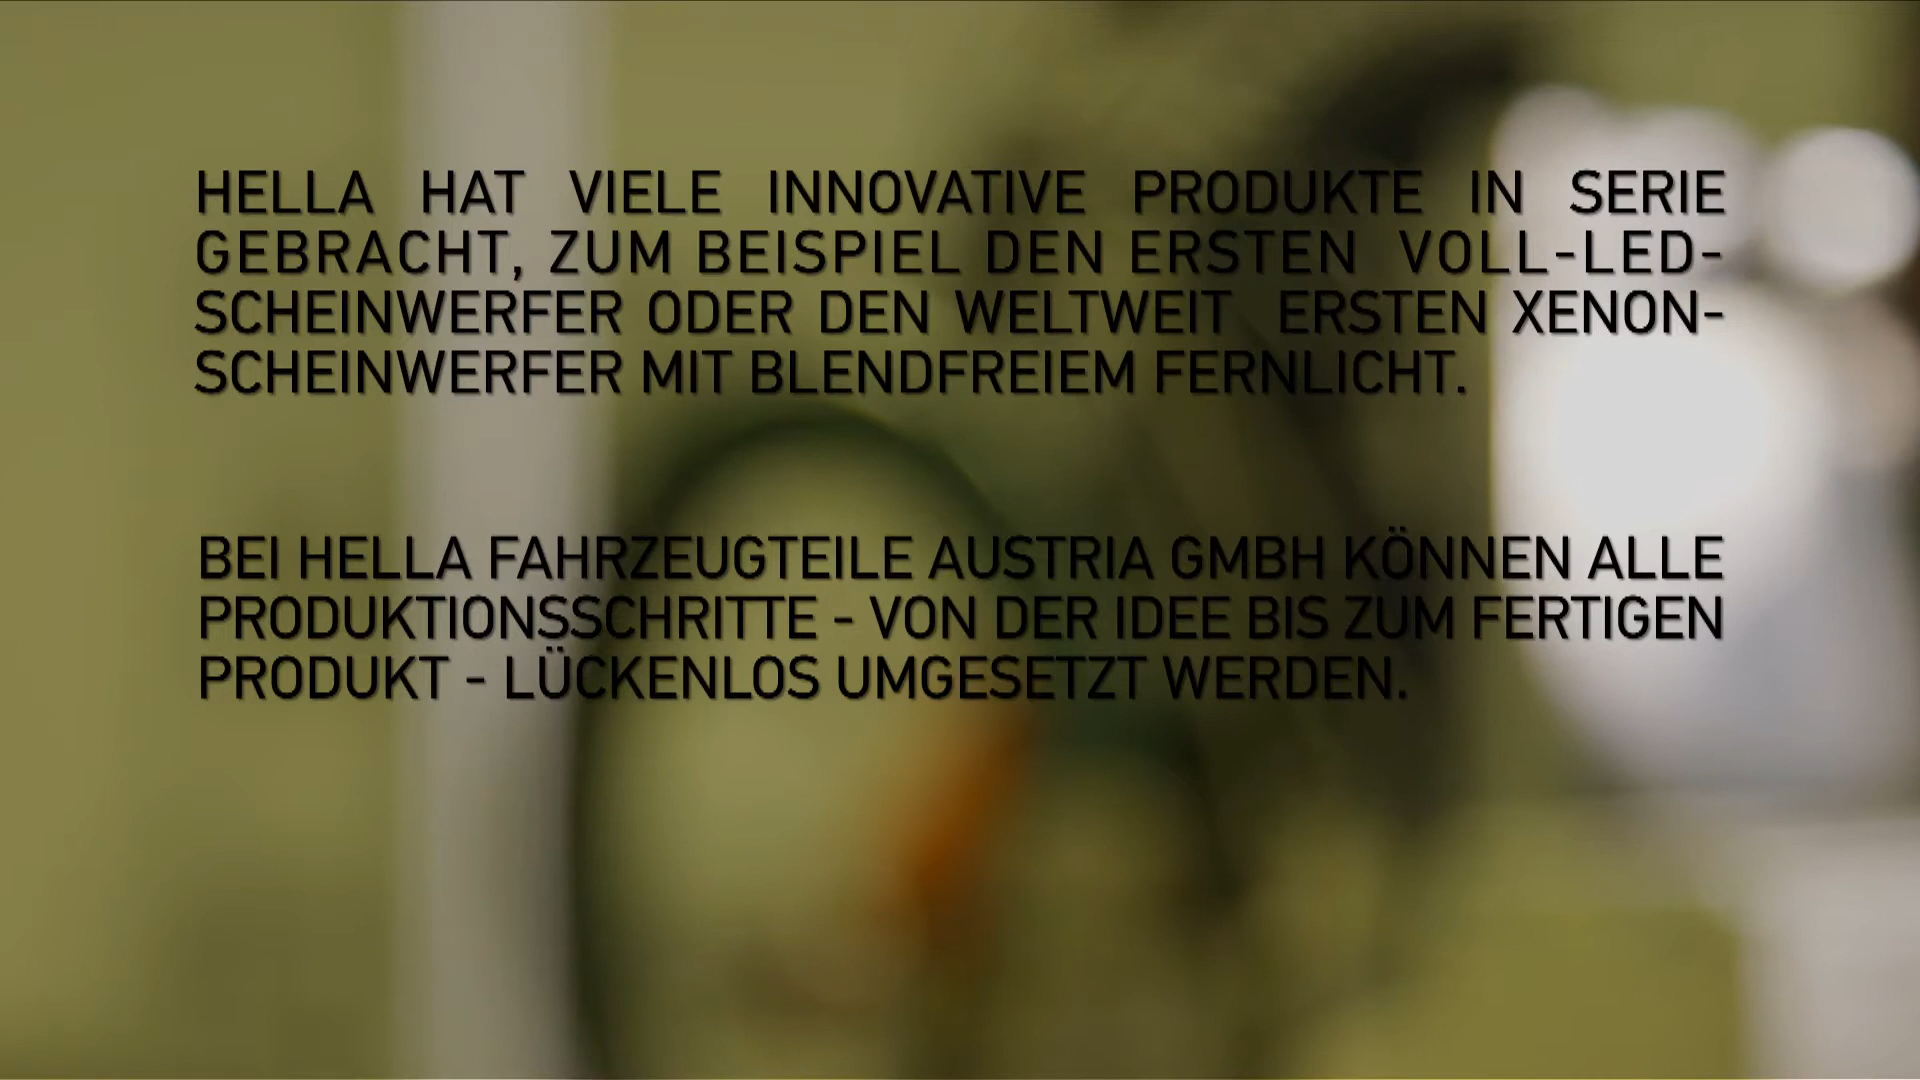 HELLA HAT VIELE INNOVATIVE PRODUKTE IN SERIE
GEBRACHT, ZUM BEISPIEL DEN ERSTEN VOLL-LED-
SCHEINWERFER ODER DEN WELTWEIT ERSTEN XENON-
SCHEINWERFER MIT BLENDFREIEM FERNLICHT.
BEI HELLA FAHRZEUGTEILE AUSTRIA GMBH KÖNNEN ALLE
PRODUKTIONSSCHRITTE - VON DER IDEE BIS ZUM FERTIGEN
PRODUKT - LÜCKENLOS UMGESETZT WERDEN.